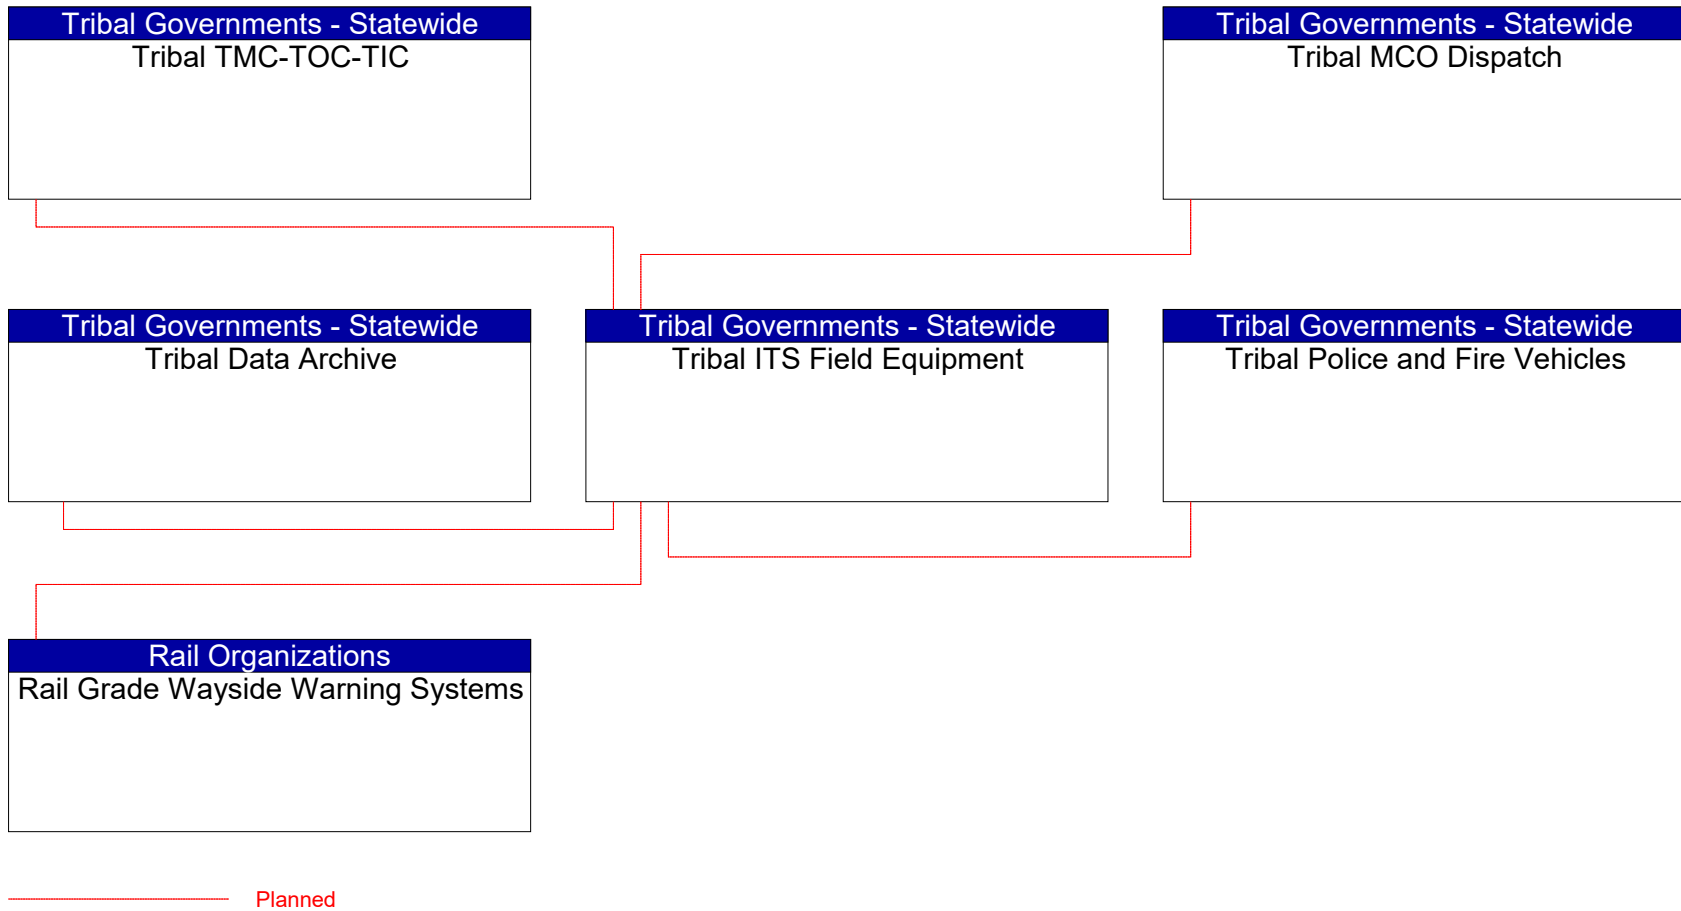 Tribal Governments - Statewide
Tribal TMC-TOC-TIC
Tribal Governments - Statewide
Tribal MCO Dispatch
Tribal Governments - Statewide
Tribal Data Archive
Tribal Governments - Statewide
Tribal ITS Field Equipment
Tribal Governments - Statewide
Tribal Police and Fire Vehicles
Rail Organizations
Rail Grade Wayside Warning Systems
Planned